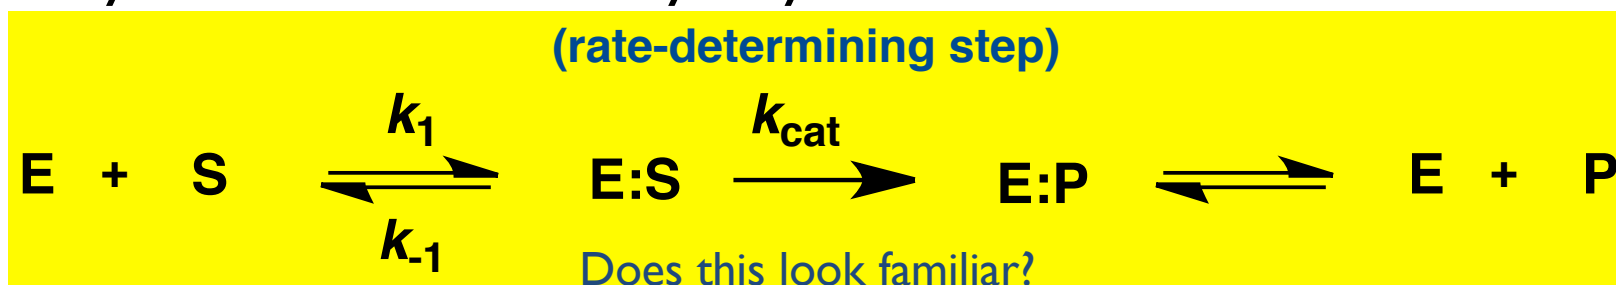 (rate-determining step)
k1 kcat
E + S E:S E:P E + P
k-1
Does this look familiar?